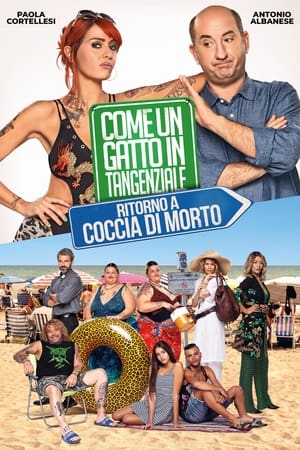 PAOLA
CORTELLESI
ANTONIO
ALBANESE
COME UN
GATTO IN
TANGENZIALE
RITORNO A
COCCIA DI MORTO